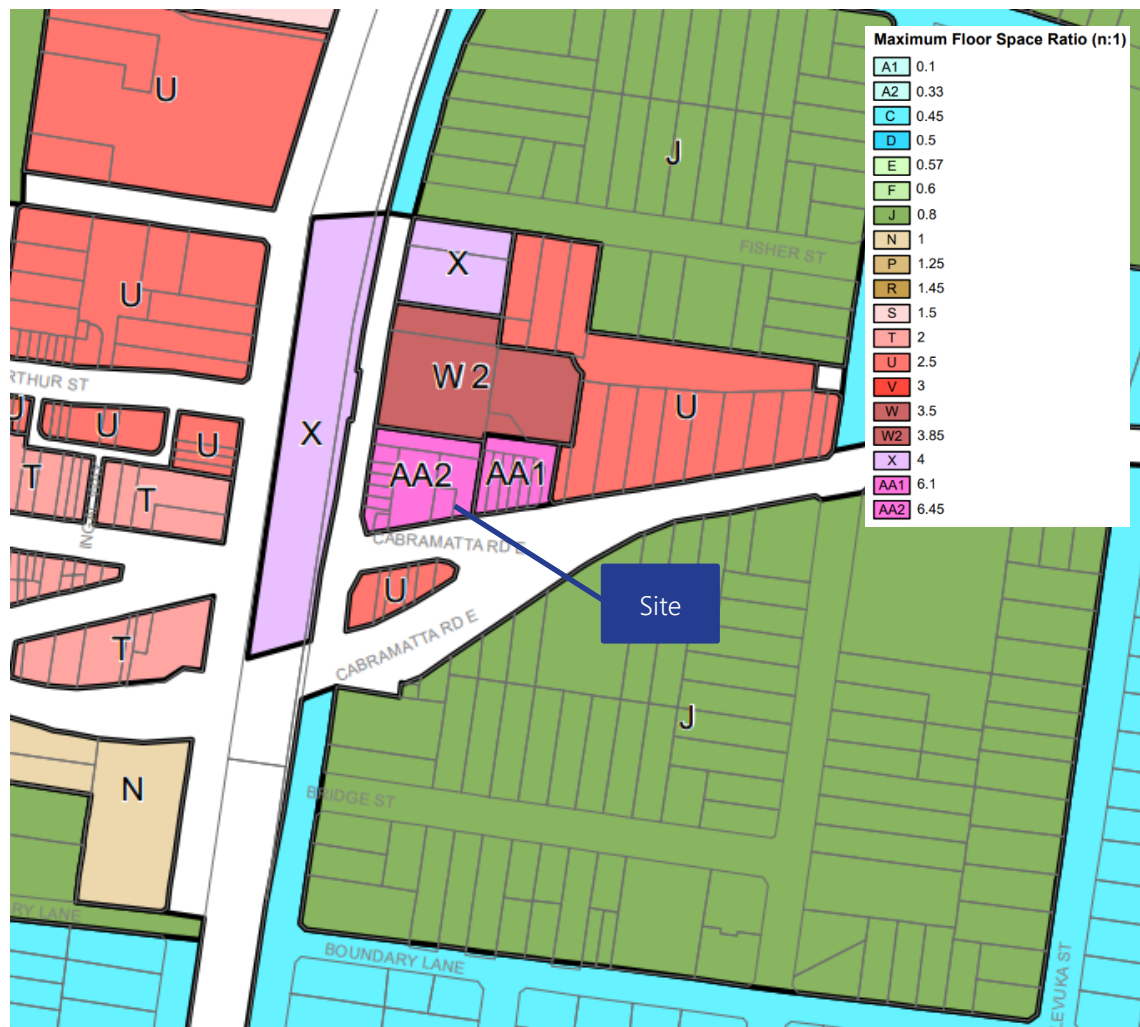 Maximum Floor Space Ratio (n:1)
A1 0.1
A2 0.33
C 0.45
D 0.5
E 0.57
F 0.6
J 0.8
N 1
P 1.25
R 1.45
S 1.5
T 2
U 2.5
V 3
W 3.5
W2 3.85
X 4
AA1 6.1
AA2 6.45
U
J
FISHER ST
X
U
W 2
RTHUR ST
U
X
U
U
U
T
T
AA2
AA1
CABRAMATTA RD E
U
Site
CABRAMATTA RD E
T
J
N
BRIDGE ST
RY LANE
BOUNDARY LANE
LEVUKA ST